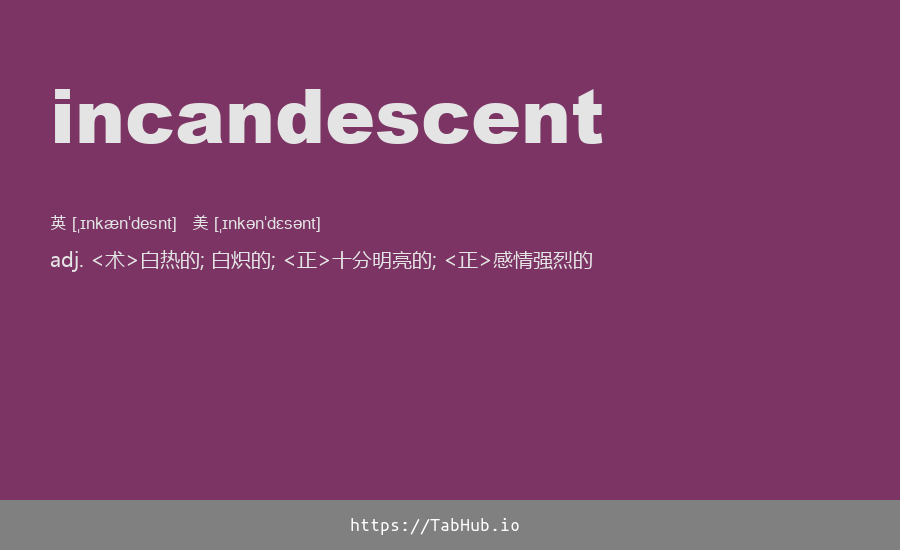 incandescent
英 [ˌɪnkænˈdesnt] 美 [ˌɪnkənˈdɛsənt]
adj. <术>白热的; 白炽的; <正>十分明亮的; <正>感情强烈的
https://TabHub.io